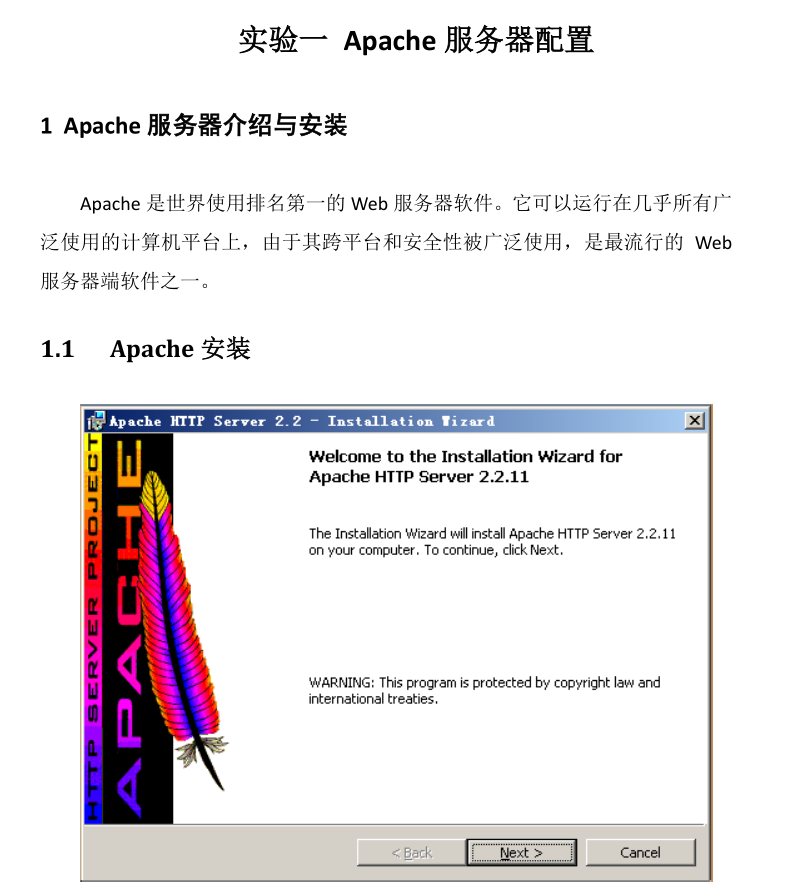 实验一 Apache 服务器配置
1 Apache 服务器介绍与安装
Apache 是世界使用排名第一的 Web 服务器软件。它可以运行在几乎所有广
泛使用的计算机平台上，由于其跨平台和安全性被广泛使用，是最流行的 Web
服务器端软件之一。
1.1 Apache 安装
Apache HTTP Server 2.2 - Installation Wizard
HTTP SERVER PROJECT
APACHE
Welcome to the Installation Wizard for
Apache HTTP Server 2.2.11
The Installation Wizard will install Apache HTTP Server 2.2.11
on your computer. To continue, click Next.
WARNING: This program is protected by copyright law and
international treaties.
< Back Next > Cancel